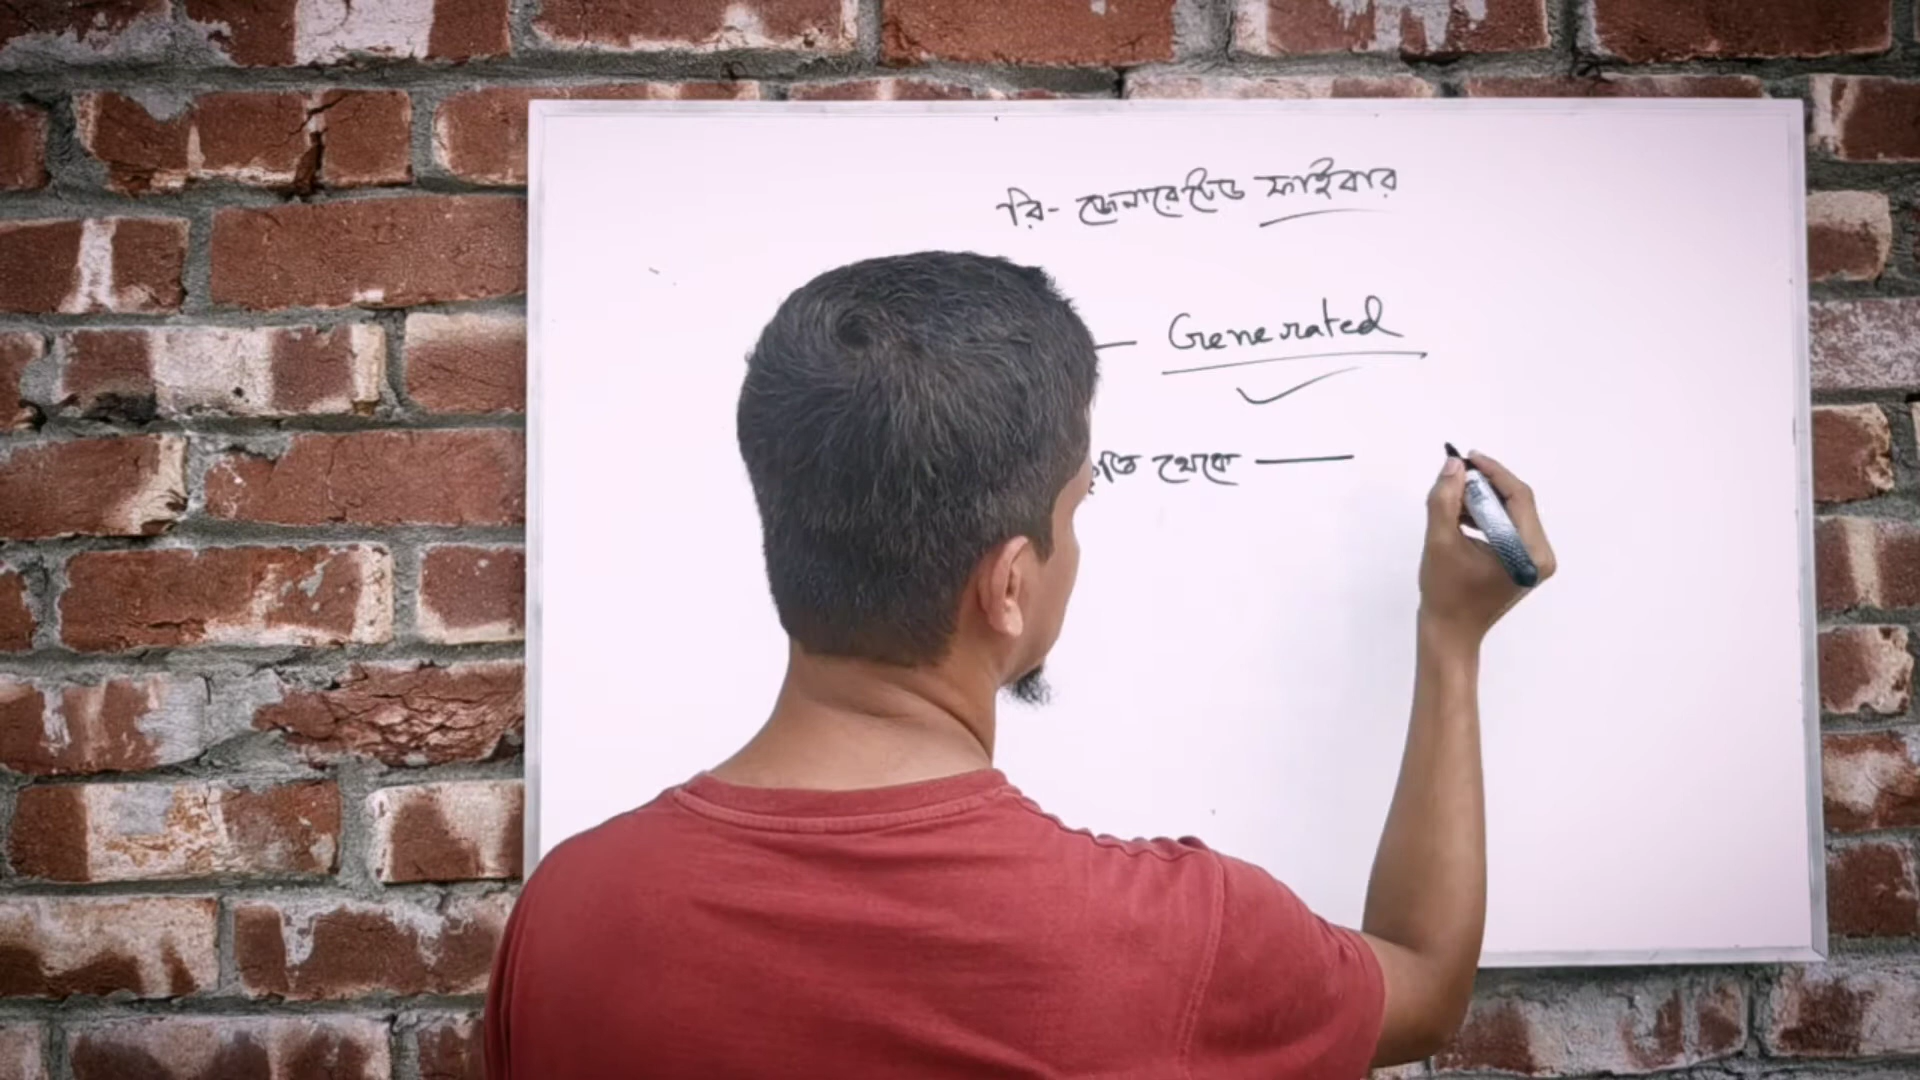 রি- জেনারেটেড ফাইবার
— Generated
থেকে —